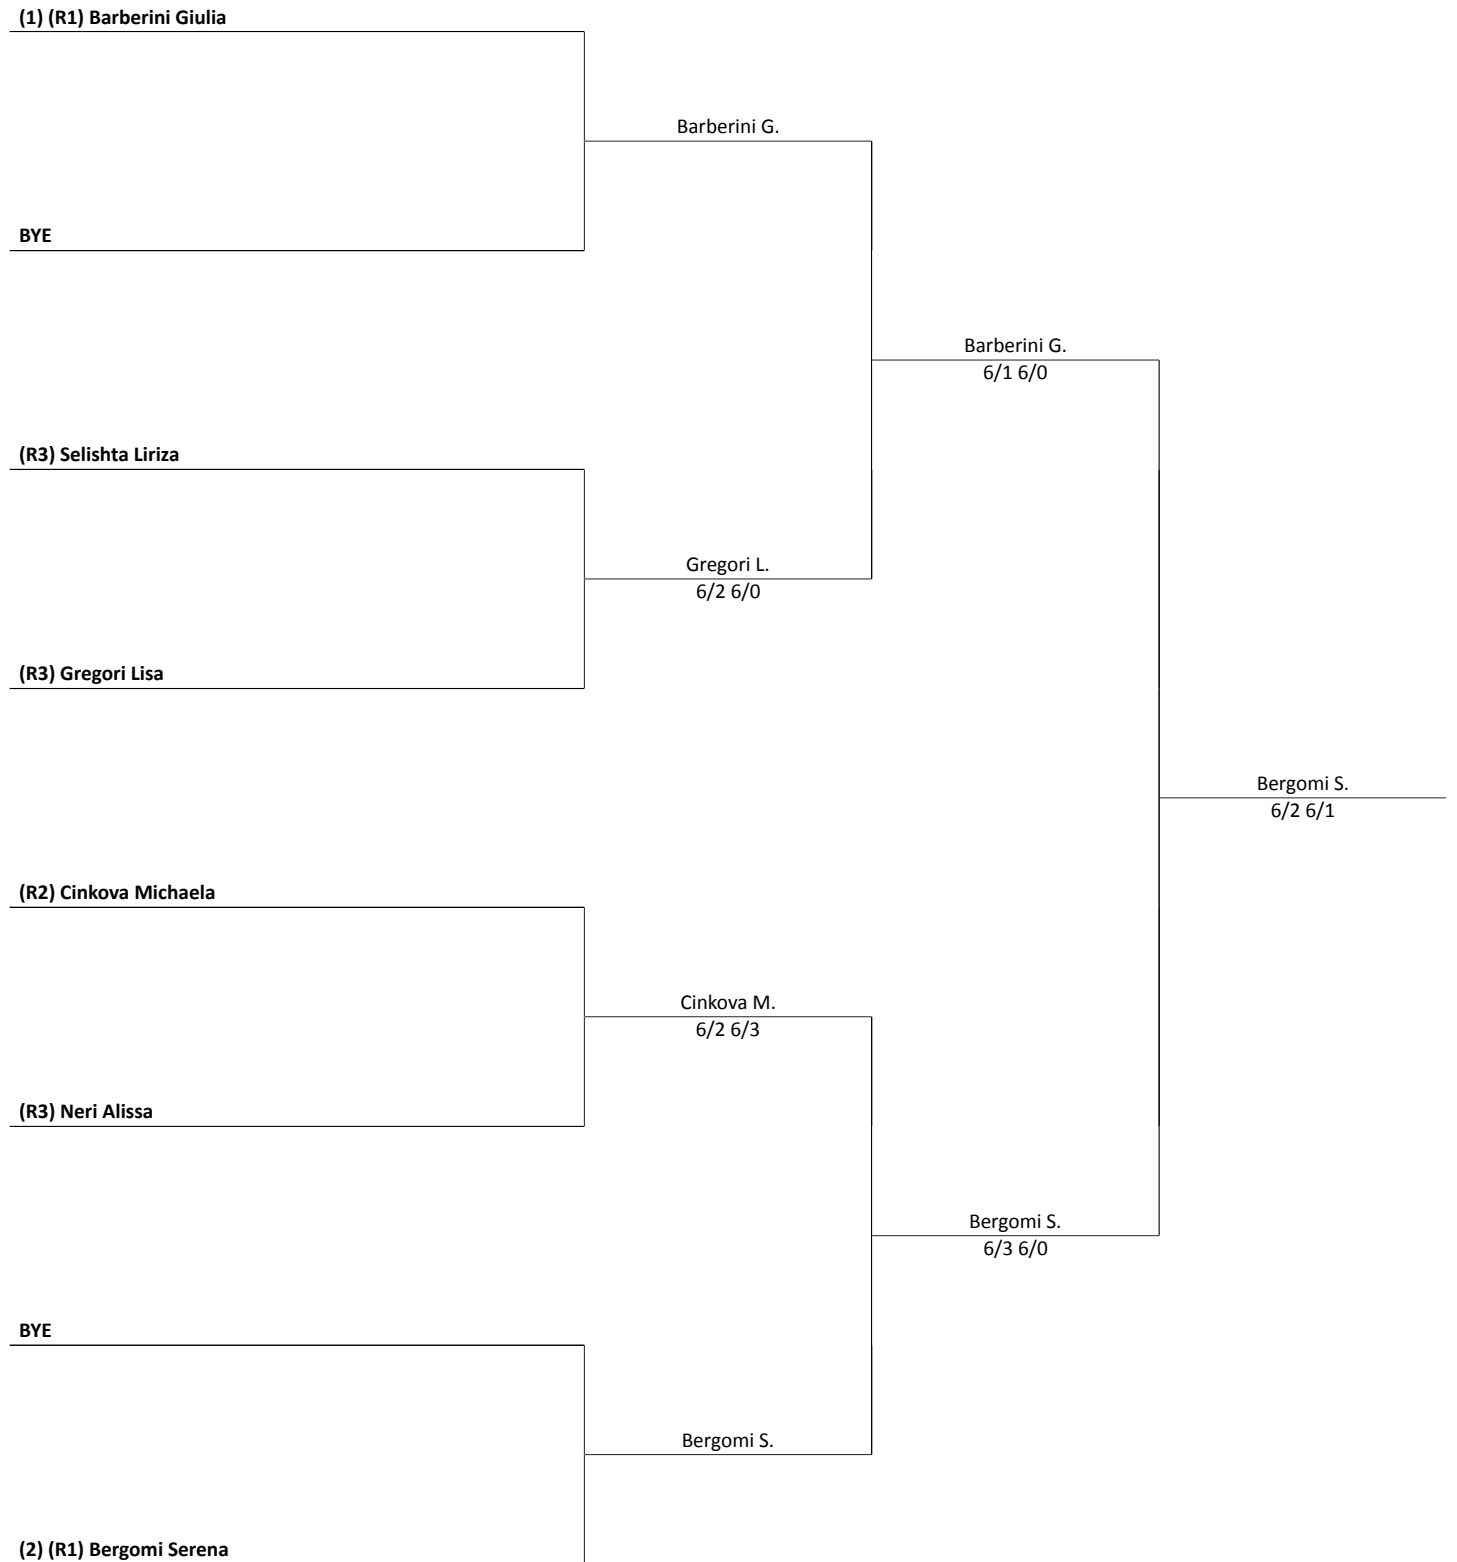 (1) (R1) Barberini Giulia
Barberini G.
BYE
Barberini G.
6/1 6/0
(R3) Selishta Liriza
Gregori L.
6/2 6/0
(R3) Gregori Lisa
Bergomi S.
6/2 6/1
(R2) Cinkova Michaela
Cinkova M.
6/2 6/3
(R3) Neri Alissa
Bergomi S.
6/3 6/0
BYE
Bergomi S.
(2) (R1) Bergomi Serena